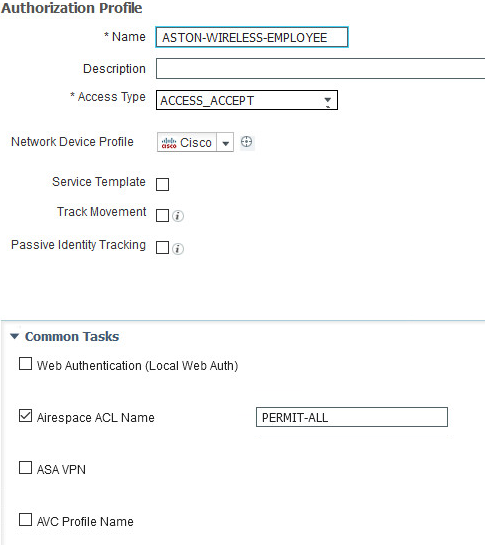 Authorization Profile
* Name ASTON-WIRELESS-EMPLOYEE
Description
* Access Type ACCESS_ACCEPT
Network Device Profile cisco Cisco
Service Template
Track Movement i
Passive Identity Tracking i
Common Tasks
Web Authentication (Local Web Auth)
Airespace ACL Name PERMIT-ALL
ASA VPN
AVC Profile Name